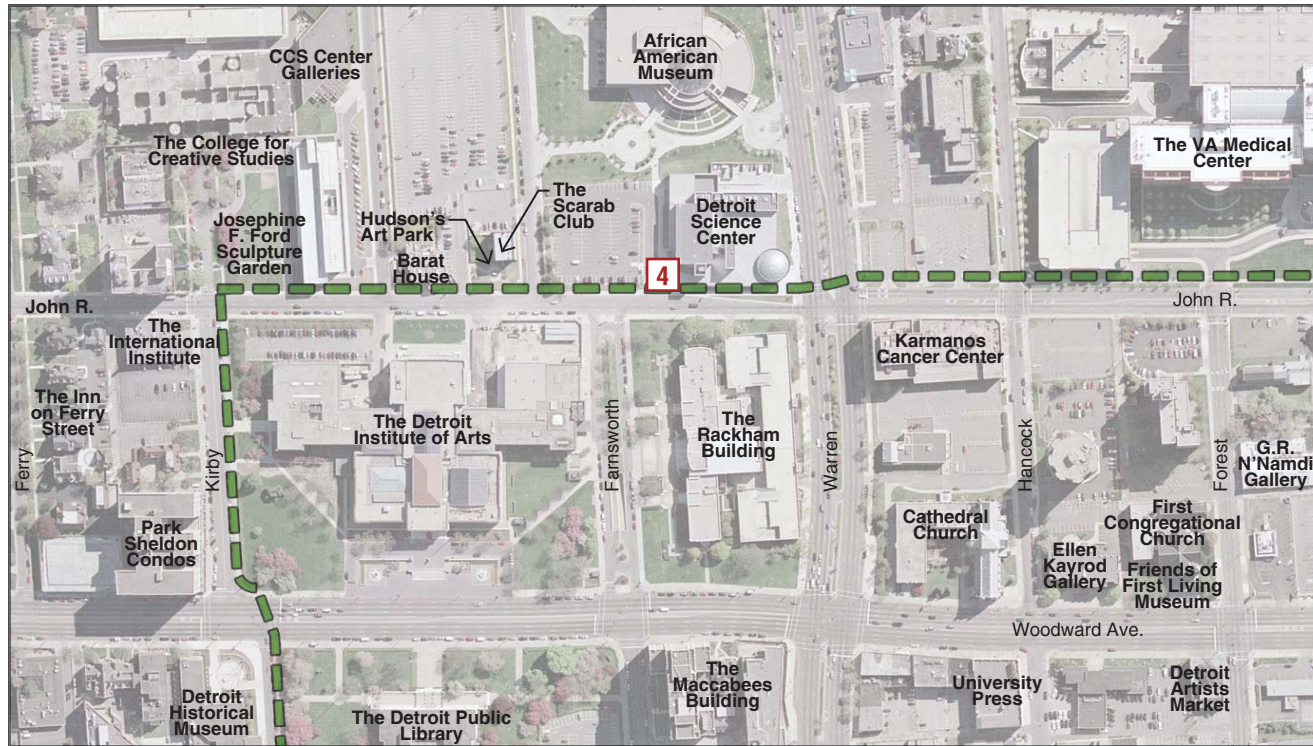 CCS Center
Galleries
African
American
Museum
The College for
Creative Studies
The VA Medical
Center
The
Scarab
Club
Hudson's
Art Park
Josephine
F. Ford
Sculpture
Garden
Barat
House
Detroit
Science
Center
4
John R.
John R.
The
International
Institute
Karmanos
Cancer Center
The Inn
on Ferry
Street
The Detroit
Institute of Arts
The
Rackham
Building
Ferry
Kirby
Farnsworth
Warren
Hancock
Forest
G.R.
N'Namdi
Gallery
Park
Sheldon
Condos
Cathedral
Church
First
Congregational
Church
Ellen
Kayrod
Gallery
Friends of
First Living
Museum
Woodward Ave.
Detroit
Historical
Museum
The Detroit Public
Library
The
Maccabees
Building
University
Press
Detroit
Artists
Market